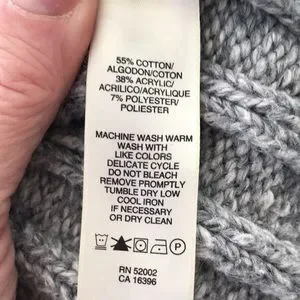 55% COTTON/
ALGODON/COTON
38% ACRYLIC/
ACRILICO/ACRYLIQUE
7% POLYESTER/
POLIESTER
MACHINE WASH WARM
WASH WITH
LIKE COLORS
DELICATE CYCLE
DO NOT BLEACH
REMOVE PROMPTLY
TUMBLE DRY LOW
COOL IRON
IF NECESSARY
OR DRY CLEAN
P
RN 52002
CA 16396